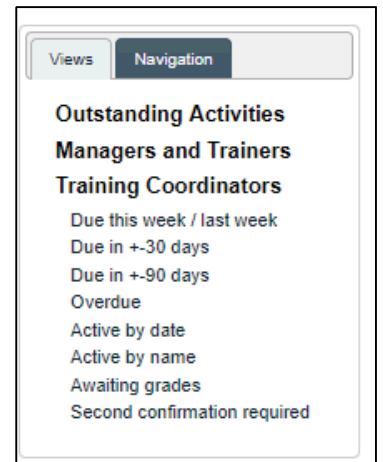 Views Navigation
Outstanding Activities
Managers and Trainers
Training Coordinators
Due this week / last week
Due in +-30 days
Due in +-90 days
Overdue
Active by date
Active by name
Awaiting grades
Second confirmation required